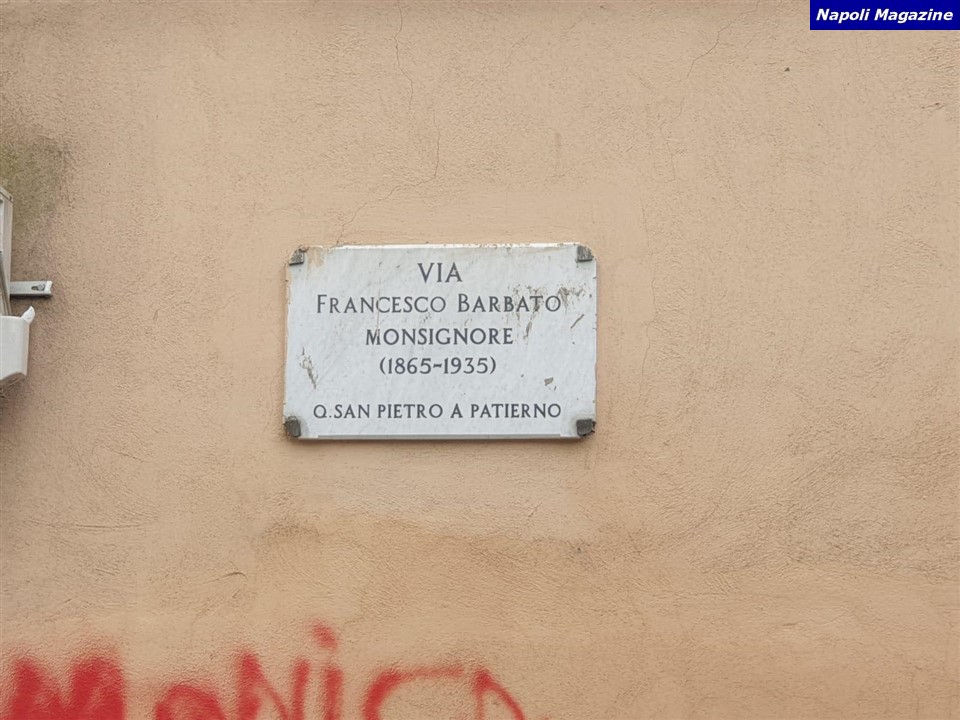 Napoli Magazine
VIA
FRANCESCO BARBATO
MONSIGNORE
(1865-1935)
Q. SAN PIETRO A PATIERNO